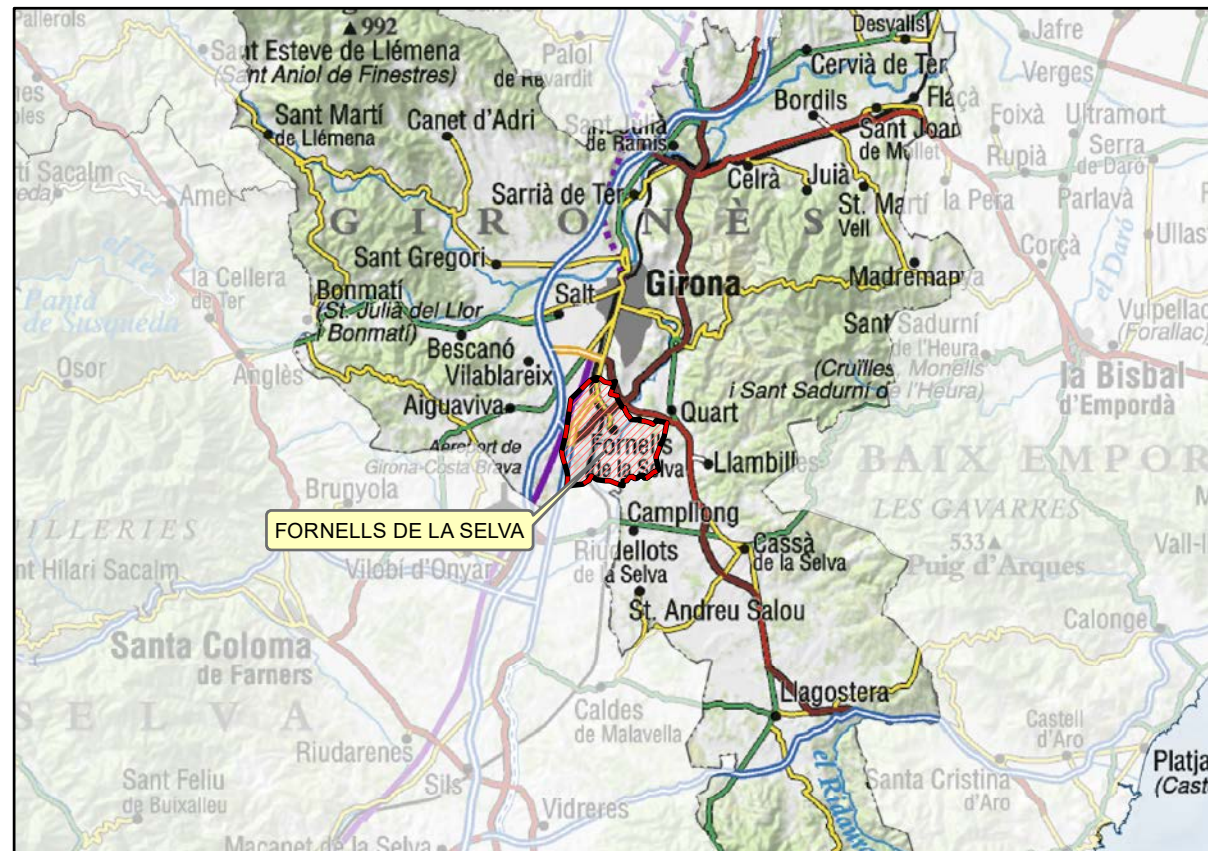 Pallerols
992
Sant Esteve de Llémena
(Sant Aniol de Finestres)
Palol
de Revardit
Desvalls
Cervià de Ter
Jafre
Verges
Sant Martí
de Llémena
Canet d'Adri
Sant Julià
de Ramis
Bordils
Flaçà
Sant Joan
de Mollet
Foixà
Ultramort
Rupià
Serra
de Daró
Parlavà
la Pera
Celrà
Juià
St. Martí
Vell
Sarrià de Ter
Amer
el Ter
GIRONÈS
Sant Gregori
Corçà
Ullas
el Daró
la Cellera
de Ter
Pantà
de Susqueda
Bonmatí
(St. Julià del Llor
i Bonmatí)
Salt
Girona
Madremanya
Vulpellac
(Forallac)
Sant Sadurní
de l'Heura
(Cruïlles, Monells
i Sant Sadurní de l'Heura)
Osor
Anglès
Bescanó
Vilablareix
Aiguaviva
la Bisbal
d'Empordà
Quart
Aeroport de
Girona-Costa Brava
Fornells
de la Selva
Llambilles
BAIX EMPOR
Brunyola
LES GAVARRES
FORNELLS DE LA SELVA
Campllong
533
Puig d'Arques
Vall-l
ILLERIES
nt Hilari Sacalm
Vilobí d'Onyar
Riudellots
de la Selva
Cassà
de la Selva
St. Andreu Salou
Calonge
Santa Coloma
de Farners
Llagostera
SELVA
Riudarenes
Caldes
de Malavella
Castell
d'Aro
Platja
(Cast
Sils
Sant Feliu
de Buixalleu
Vidreres
el Ridaura
Santa Cristina
d'Aro
Maçanet de la Selva